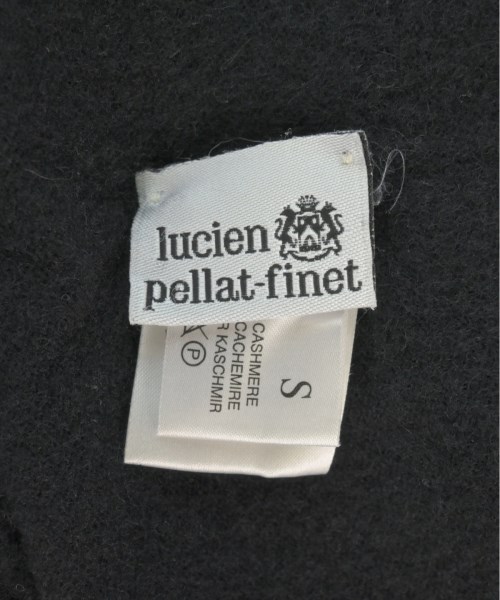 lucien
pellat-finet
CASHMERE
CACHEMIRE
KASCHMIR
P
S